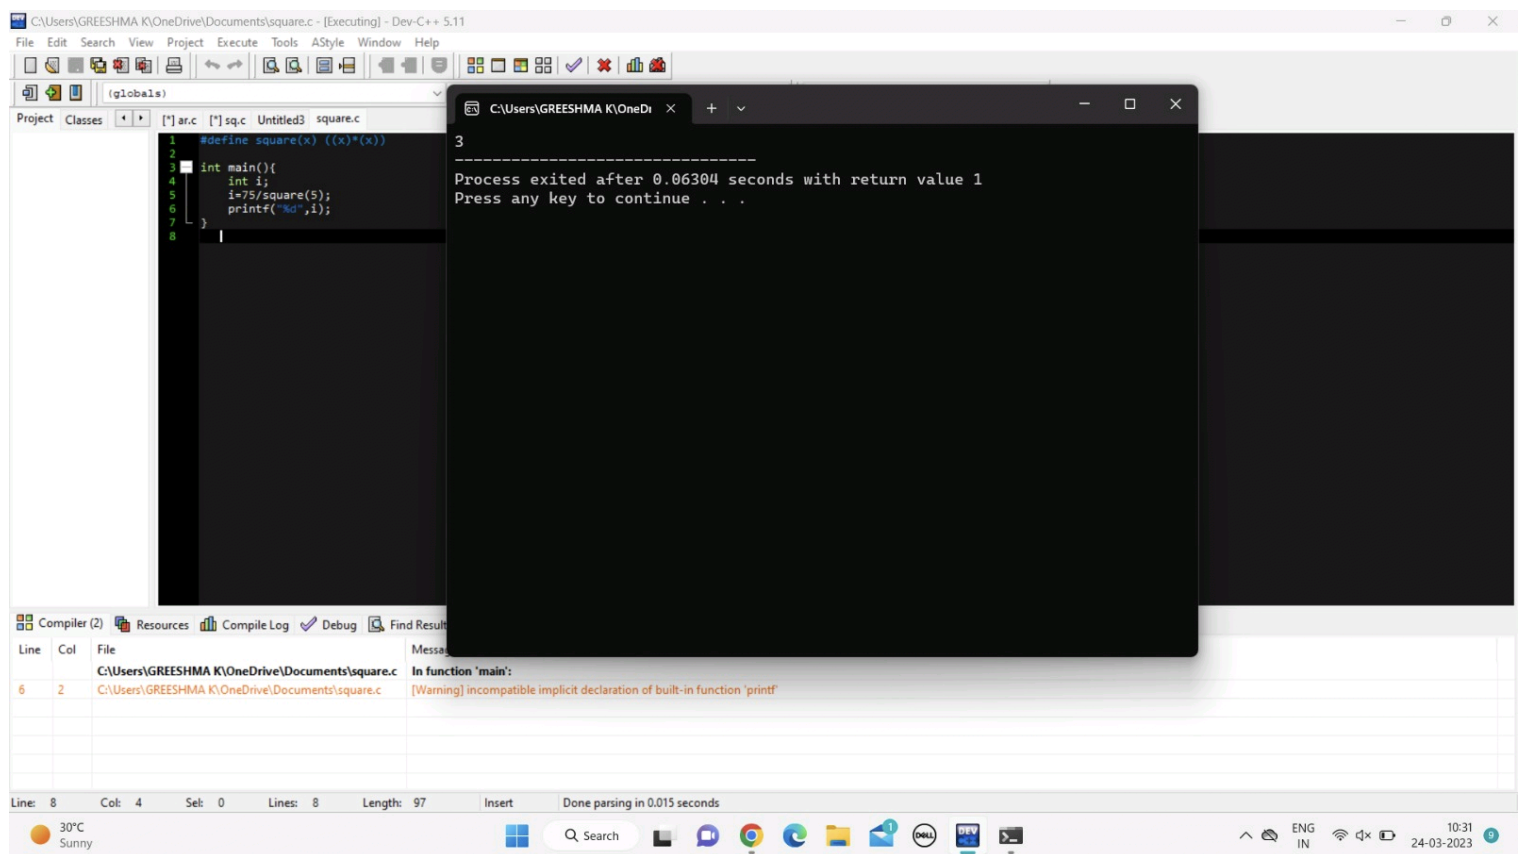 C:\Users\GREESHMA K\OneDrive\Documents\square.c - [Executing] - Dev-C++ 5.11
File Edit Search View Project Execute Tools AStyle Window Help
(globals)
Project Classes [*] ar.c [*] sq.c Untitled3 square.c
1 #define square(x) ((x)*(x))
2
3 int main(){
4 int i;
5 i=75/square(5);
6 printf("%d",i);
7 }
8
C:\Users\GREESHMA K\OneD
3
--------------------------------
Process exited after 0.06304 seconds with return value 1
Press any key to continue . . .
Compiler (2) Resources Compile Log Debug Find Result
Line Col File Messa
C:\Users\GREESHMA K\OneDrive\Documents\square.c In function 'main':
6 2 C:\Users\GREESHMA K\OneDrive\Documents\square.c [Warning] incompatible implicit declaration of built-in function 'printf'
Line: 8 Col: 4 Sel: 0 Lines: 8 Length: 97 Insert Done parsing in 0.015 seconds
30°C
Sunny
Search
1
DELL
DEV
ENG
IN
10:31
24-03-2023
9